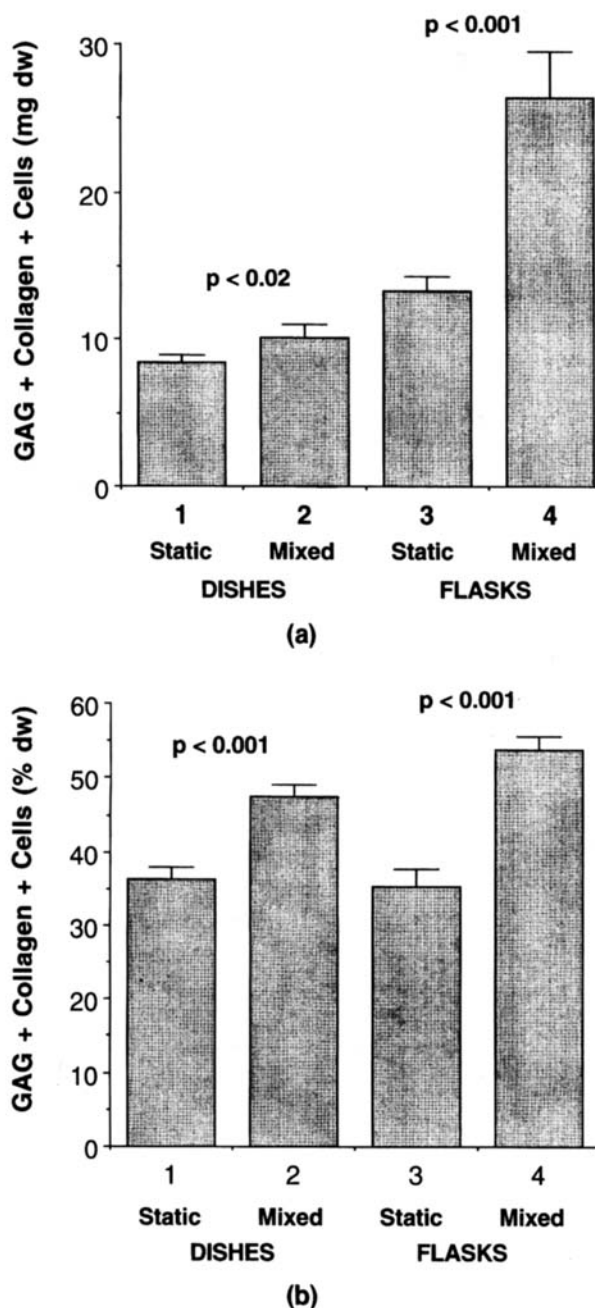 p < 0.001
30
20
10
0
GAG + Collagen + Cells (mg dw)
p < 0.02
1 2 3 4
Static Mixed Static Mixed
DISHES FLASKS
(a)
60
50
40
30
20
10
0
GAG + Collagen + Cells (% dw)
p < 0.001
p < 0.001
1 2 3 4
Static Mixed Static Mixed
DISHES FLASKS
(b)